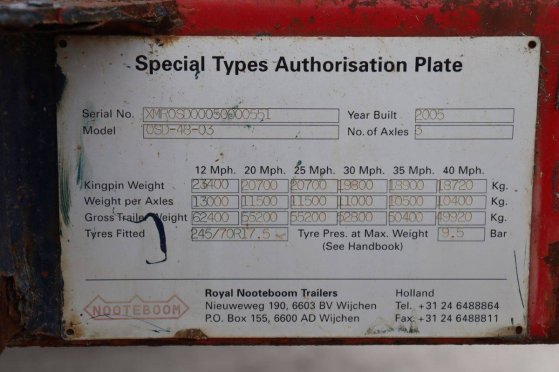 Special Types Authorisation Plate
Serial No. XMROSD00050000551 Year Built 2005
Model OSD-48-03 No. of Axles 3
12 Mph. 20 Mph. 25 Mph. 30 Mph. 35 Mph. 40 Mph.
Kingpin Weight 23400 20700 20700 19800 18900 18720 Kg.
Weight per Axles 13000 11500 11500 11000 10500 10400 Kg.
Gross Trailer Weight 62400 55200 55200 52800 50400 49920 Kg.
Tyres Fitted 245/70R17.5 Tyre Pres. at Max. Weight 9.5 Bar
(See Handbook)
NOOTEBOOM
Royal Nooteboom Trailers Holland
Nieuweweg 190, 6603 BV Wijchen Tel. +31 24 6488864
P.O. Box 155, 6600 AD Wijchen Fax. +31 24 6488811